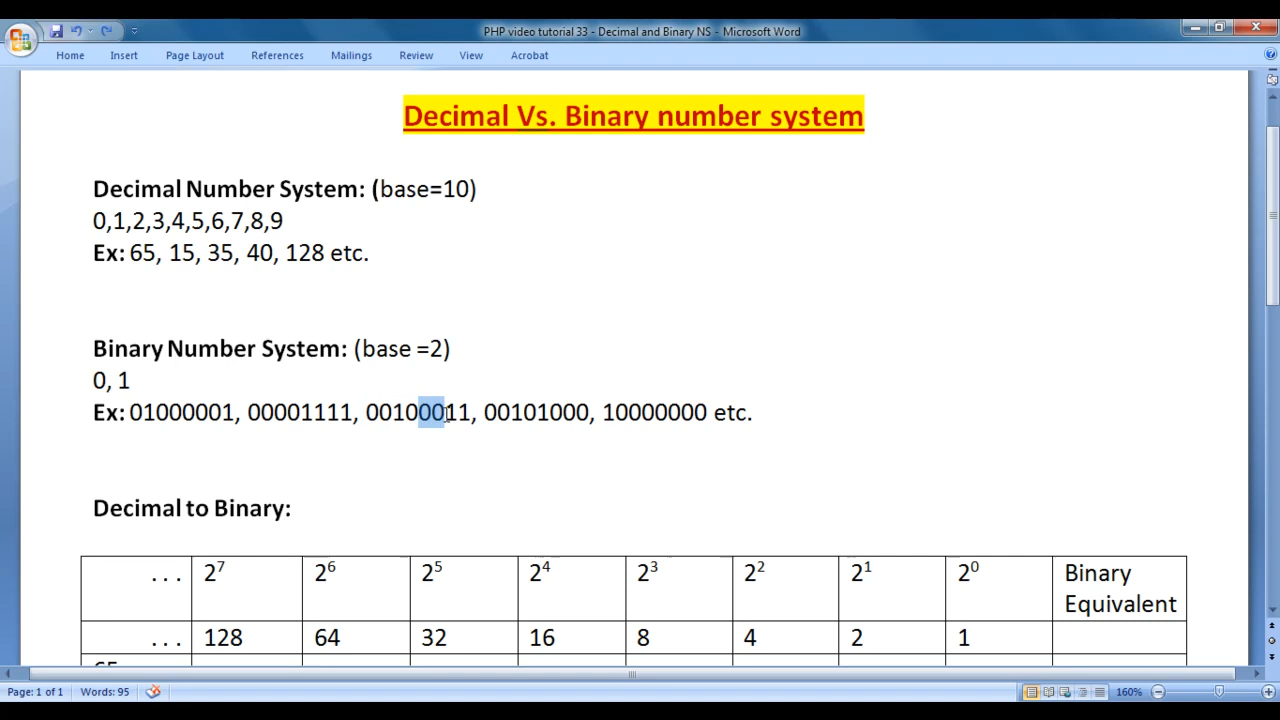 PHP video tutorial 33 - Decimal and Binary NS - Microsoft Word
Home Insert Page Layout References Mailings Review View Acrobat
Decimal Vs. Binary number system
Decimal Number System: (base=10)
0,1,2,3,4,5,6,7,8,9
Ex: 65, 15, 35, 40, 128 etc.
Binary Number System: (base =2)
0, 1
Ex: 01000001, 00001111, 00100011, 00101000, 10000000 etc.
Decimal to Binary:
. . . 2⁷ 2⁶ 2⁵ 2⁴ 2³ 2² 2¹ 2⁰ Binary
Equivalent
. . . 128 64 32 16 8 4 2 1
Page: 1 of 1 Words: 95 160%